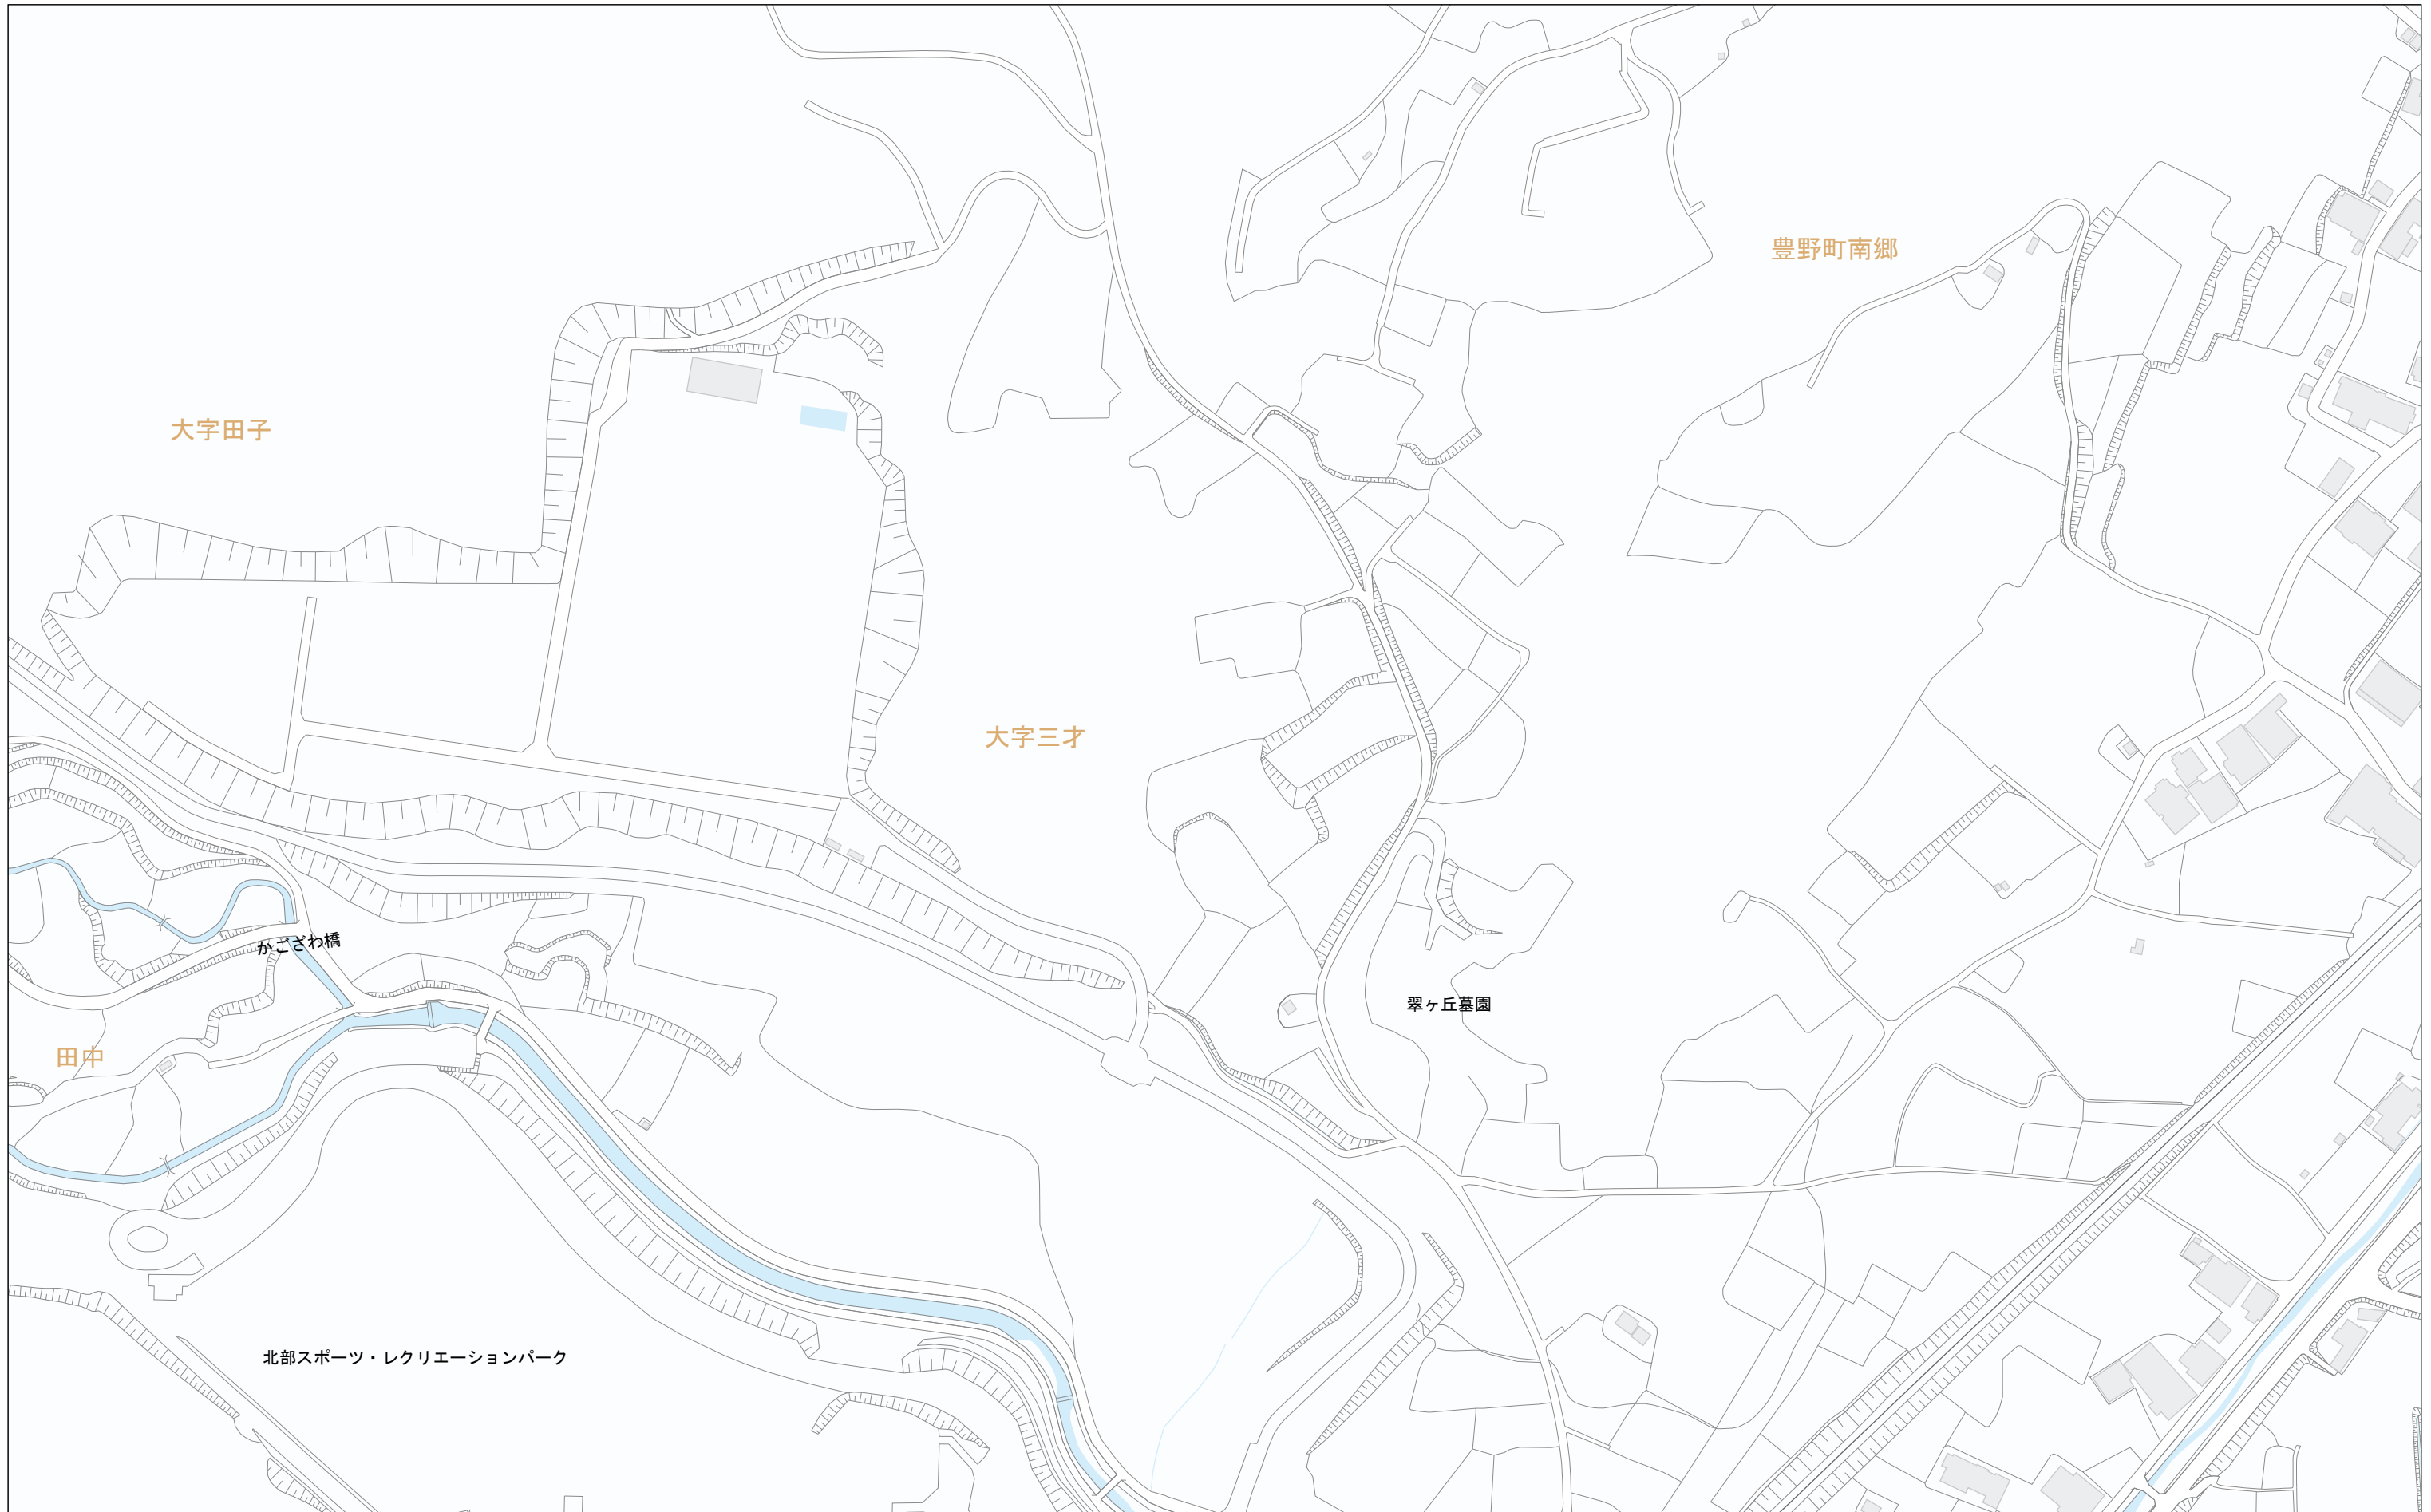 豊野町南郷
大字田子
大字三才
かござわ橋
翠ヶ丘墓園
田中
北部スポーツ・レクリエーションパーク